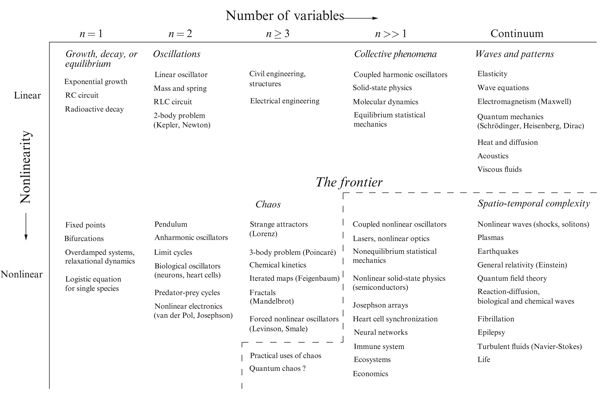 Number of variables
n = 1
n = 2
n ≥ 3
n >> 1
Continuum
Nonlinearity
Linear
Growth, decay, or
equilibrium
Exponential growth
RC circuit
Radioactive decay
Oscillations
Linear oscillator
Mass and spring
RLC circuit
2-body problem
(Kepler, Newton)
Civil engineering,
structures
Electrical engineering
Collective phenomena
Coupled harmonic oscillators
Solid-state physics
Molecular dynamics
Equilibrium statistical
mechanics
Waves and patterns
Elasticity
Wave equations
Electromagnetism (Maxwell)
Quantum mechanics
(Schrödinger, Heisenberg, Dirac)
Heat and diffusion
Acoustics
Viscous fluids
The frontier
Nonlinear
Fixed points
Bifurcations
Overdamped systems,
relaxational dynamics
Logistic equation
for single species
Pendulum
Anharmonic oscillators
Limit cycles
Biological oscillators
(neurons, heart cells)
Predator-prey cycles
Nonlinear electronics
(van der Pol, Josephson)
Chaos
Strange attractors
(Lorenz)
3-body problem (Poincaré)
Chemical kinetics
Iterated maps (Feigenbaum)
Fractals
(Mandelbrot)
Forced nonlinear oscillators
(Levinson, Smale)
Practical uses of chaos
Quantum chaos ?
Coupled nonlinear oscillators
Lasers, nonlinear optics
Nonequilibrium statistical
mechanics
Nonlinear solid-state physics
(semiconductors)
Josephson arrays
Heart cell synchronization
Neural networks
Immune system
Ecosystems
Economics
Spatio-temporal complexity
Nonlinear waves (shocks, solitons)
Plasmas
Earthquakes
General relativity (Einstein)
Quantum field theory
Reaction-diffusion,
biological and chemical waves
Fibrillation
Epilepsy
Turbulent fluids (Navier-Stokes)
Life